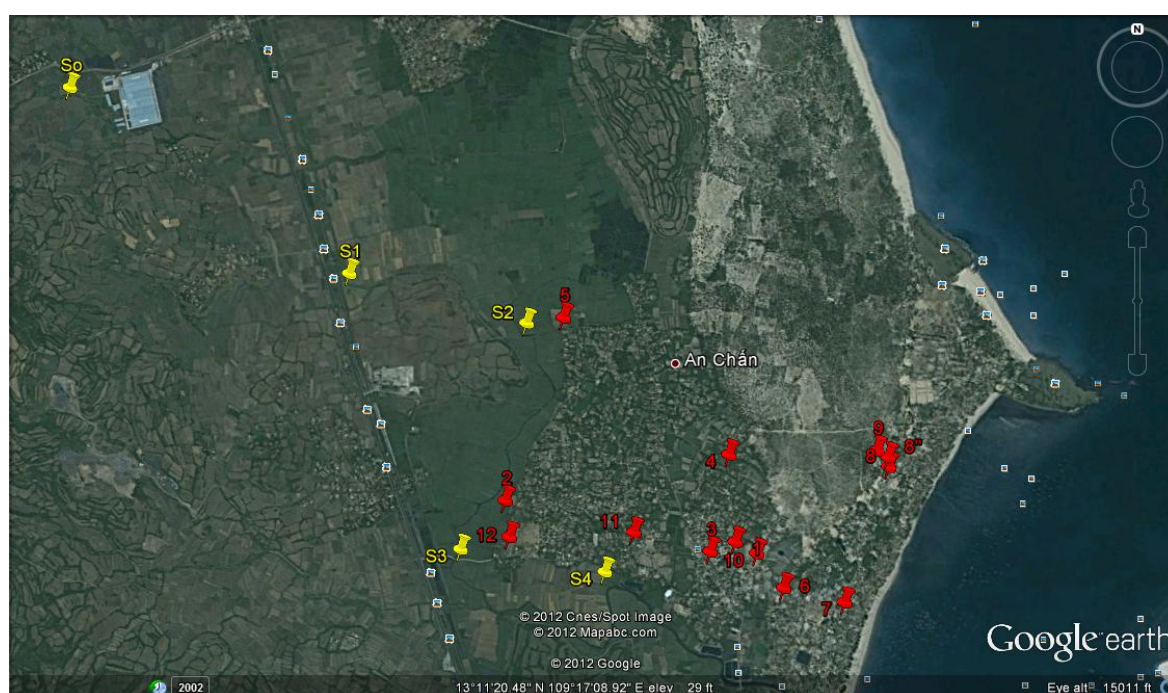 N
So
S1
S2
5
An Chấn
9
8
8"
4
2
12
11
3
10
1
S3
S4
6
7
© 2012 Cnes/Spot Image
© 2012 Mapabc.com
© 2012 Google
Google earth
2002
13°11'20.48" N 109°17'08.92" E elev 29 ft
Eye alt 15011 ft